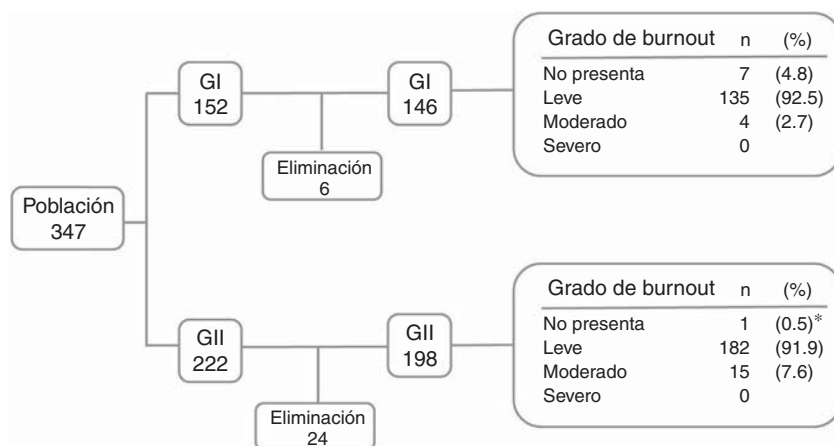 Población
347
GI
152
Eliminación
6
GI
146
Grado de burnout n (%)
No presenta 7 (4.8)
Leve 135 (92.5)
Moderado 4 (2.7)
Severo 0
GII
222
Eliminación
24
GII
198
Grado de burnout n (%)
No presenta 1 (0.5)*
Leve 182 (91.9)
Moderado 15 (7.6)
Severo 0